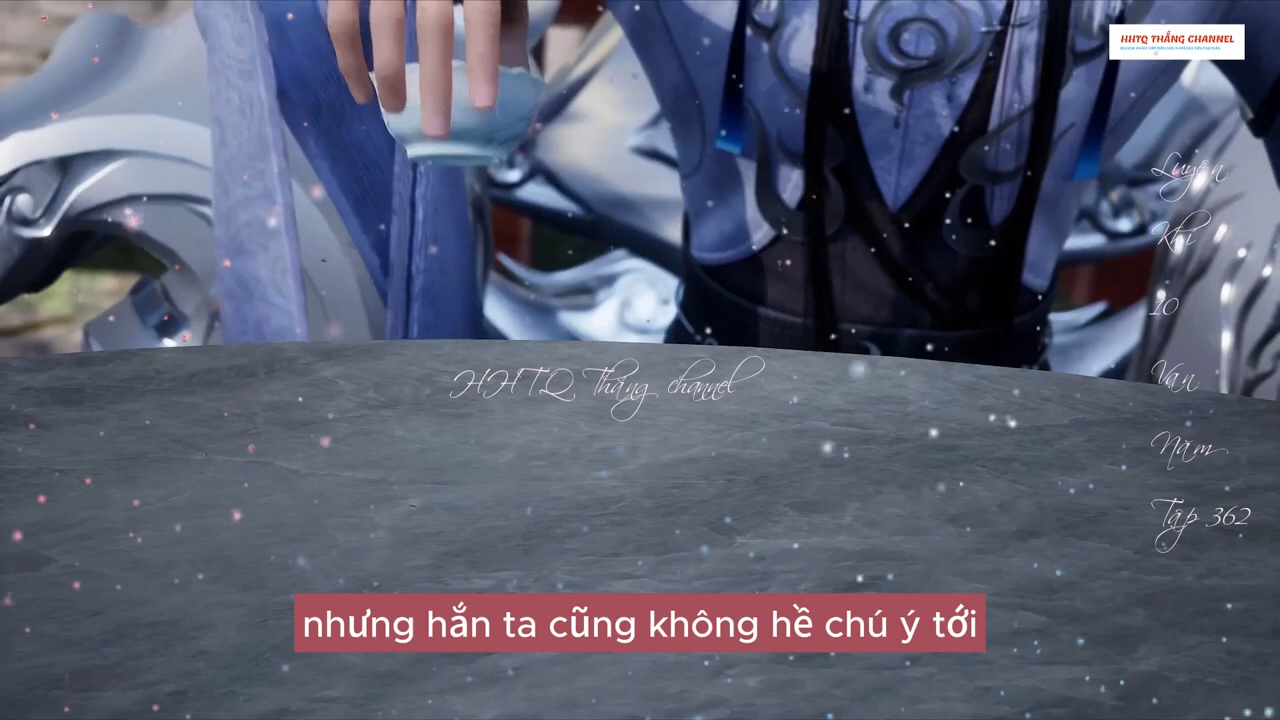 HHTQ THẮNG CHANNEL
Luyện
Khí
10
Vạn
Năm
Tập 362
HHTQ Thắng channel
nhưng hắn ta cũng không hề chú ý tới